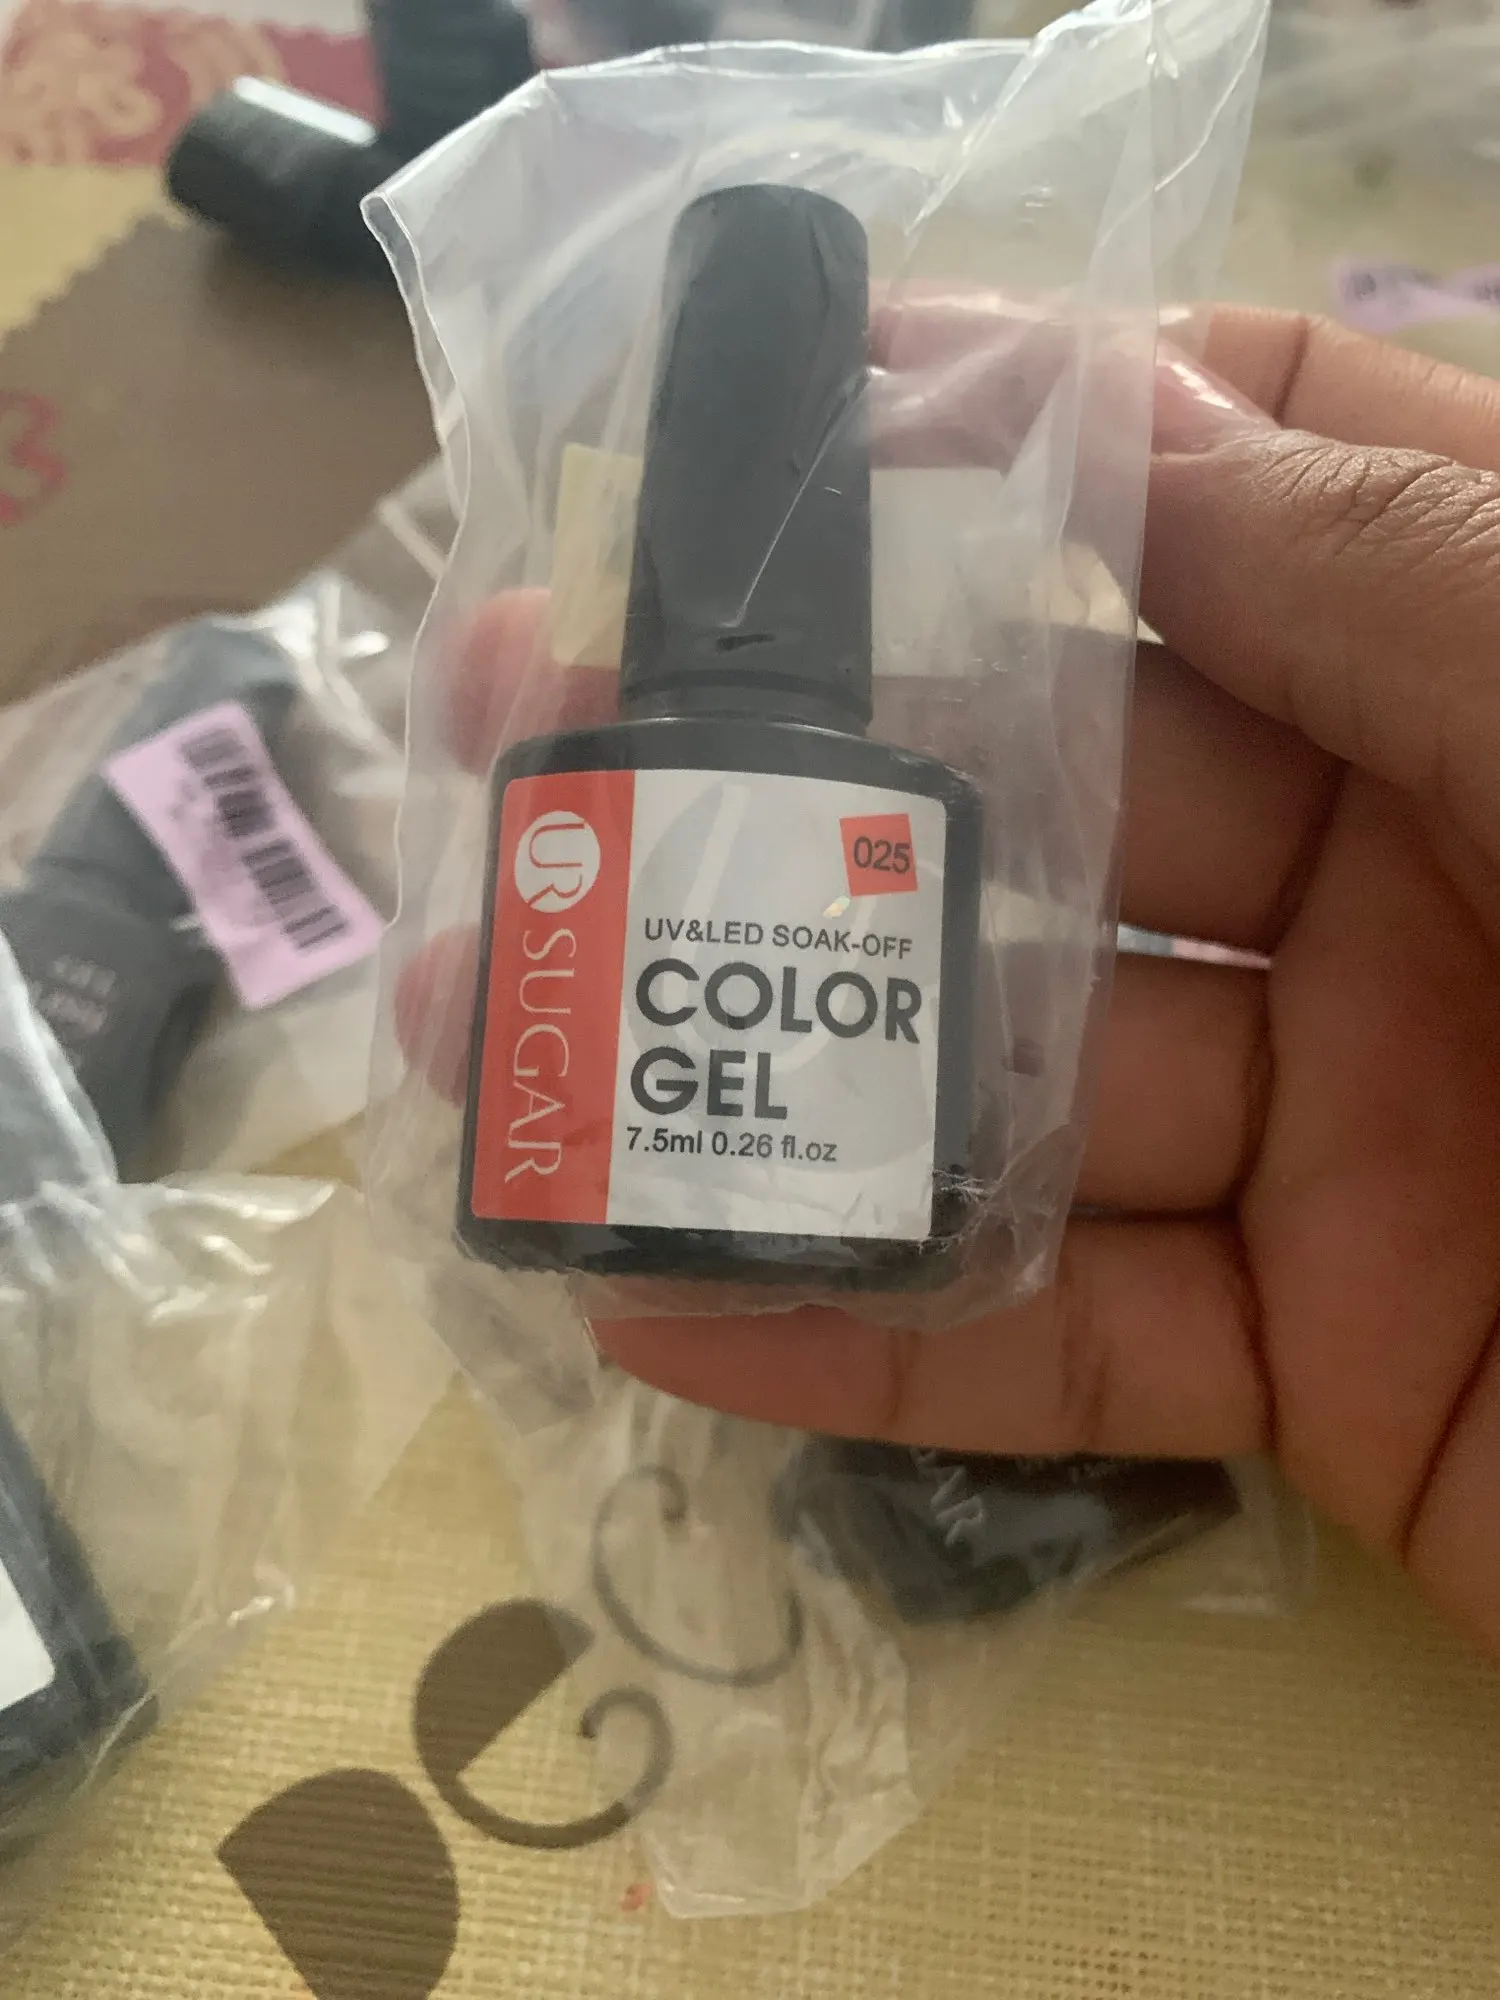 025
UR SUGAR
UV&LED SOAK-OFF
COLOR
GEL
7.5ml 0.26 fl.oz